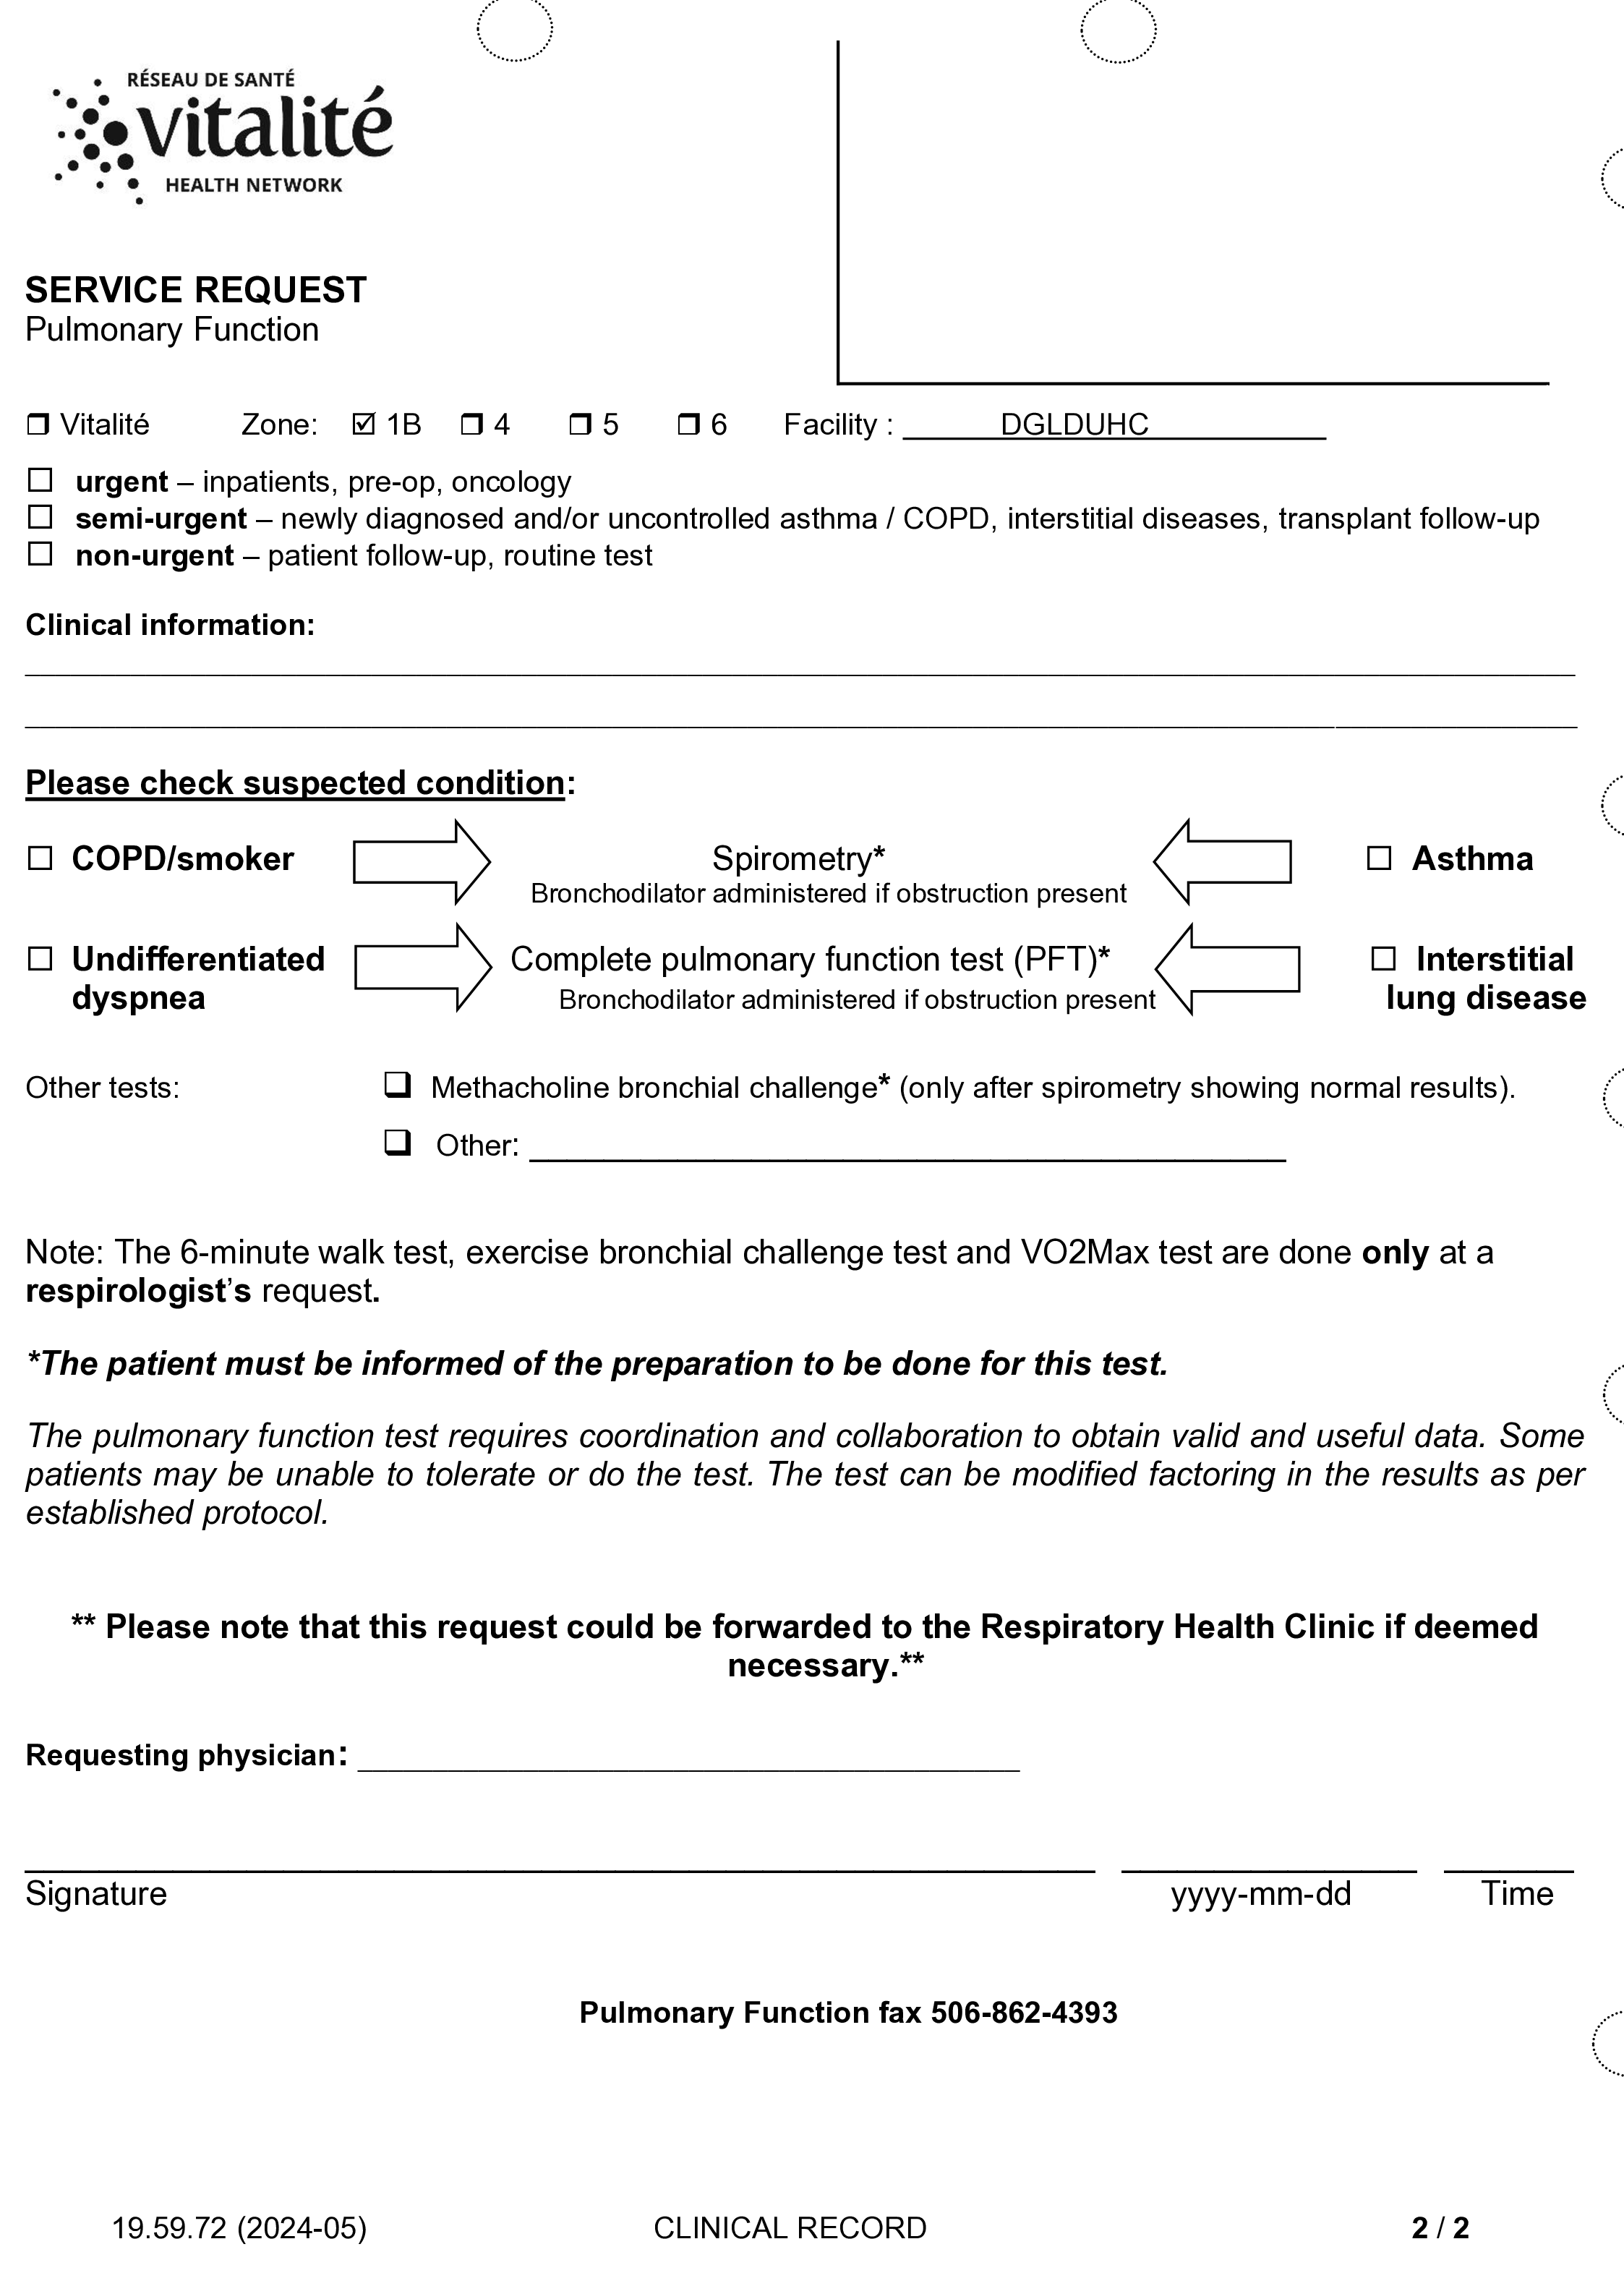 RÉSEAU DE SANTÉ
vitalité
HEALTH NETWORK
SERVICE REQUEST
Pulmonary Function
❒ Vitalité Zone: ☑ 1B ❒ 4 ❒ 5 ❒ 6 Facility : DGLDUHC
☐ urgent – inpatients, pre-op, oncology
☐ semi-urgent – newly diagnosed and/or uncontrolled asthma / COPD, interstitial diseases, transplant follow-up
☐ non-urgent – patient follow-up, routine test
Clinical information:
Please check suspected condition:
☐ COPD/smoker Spirometry* ☐ Asthma
Bronchodilator administered if obstruction present
☐ Undifferentiated Complete pulmonary function test (PFT)* ☐ Interstitial
dyspnea Bronchodilator administered if obstruction present lung disease
Other tests: ❑ Methacholine bronchial challenge* (only after spirometry showing normal results).
❑ Other: ____
Note: The 6-minute walk test, exercise bronchial challenge test and VO2Max test are done only at a
respirologist’s request.
*The patient must be informed of the preparation to be done for this test.
The pulmonary function test requires coordination and collaboration to obtain valid and useful data. Some
patients may be unable to tolerate or do the test. The test can be modified factoring in the results as per
established protocol.
** Please note that this request could be forwarded to the Respiratory Health Clinic if deemed
necessary.**
Requesting physician: ____
Signature yyyy-mm-dd Time
Pulmonary Function fax 506-862-4393
19.59.72 (2024-05) CLINICAL RECORD 2 / 2